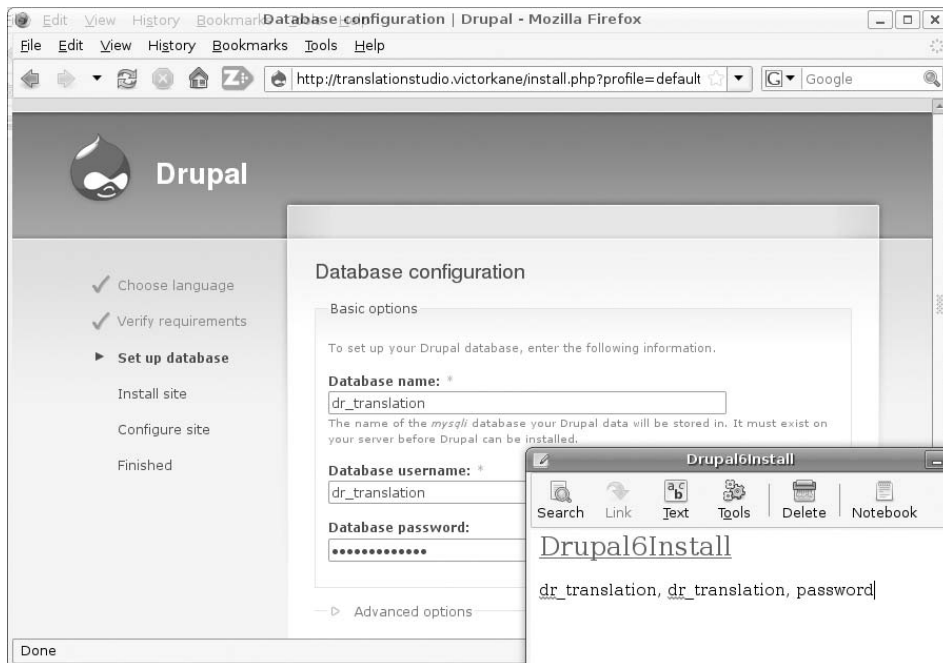 Database configuration | Drupal - Mozilla Firefox
Edit View History Bookmark
File Edit View History Bookmarks Tools Help
http://translationstudio.victorkane/install.php?profile=default
G Google
Drupal
Choose language
Verify requirements
Set up database
Install site
Configure site
Finished
Database configuration
Basic options
To set up your Drupal database, enter the following information.
Database name: *
dr_translation
The name of the mysqli database your Drupal data will be stored in. It must exist on
your server before Drupal can be installed.
Database username: *
dr_translation
Database password:
•••••••••••••
Advanced options
Done
Drupal6Install
Search Link Text Tools Delete Notebook
Drupal6Install
dr_translation, dr_translation, password